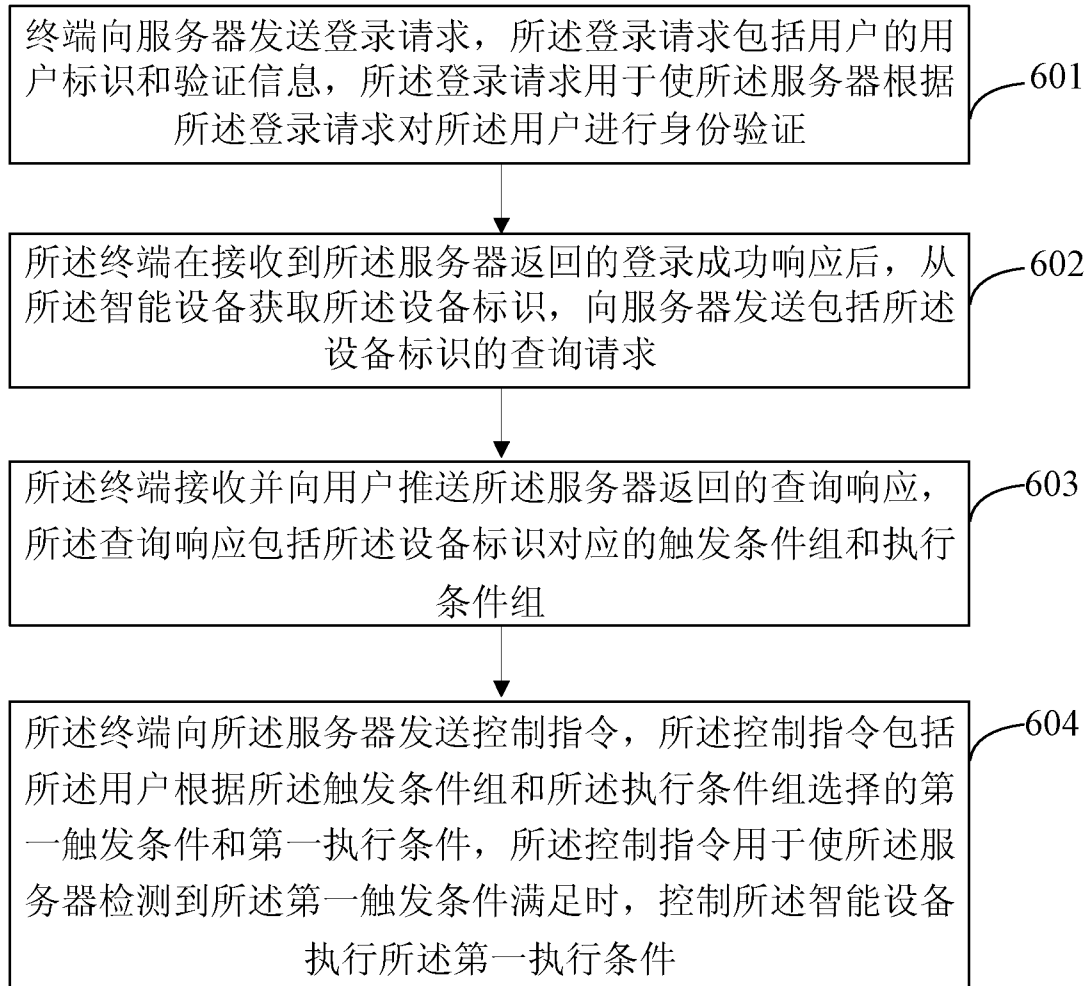 终端向服务器发送登录请求，所述登录请求包括用户的用
户标识和验证信息，所述登录请求用于使所述服务器根据
所述登录请求对所述用户进行身份验证
601
所述终端在接收到所述服务器返回的登录成功响应后，从
所述智能设备获取所述设备标识，向服务器发送包括所述
设备标识的查询请求
602
所述终端接收并向用户推送所述服务器返回的查询响应，
所述查询响应包括所述设备标识对应的触发条件组和执行
条件组
603
所述终端向所述服务器发送控制指令，所述控制指令包括
所述用户根据所述触发条件组和所述执行条件组选择的第
一触发条件和第一执行条件，所述控制指令用于使所述服
务器检测到所述第一触发条件满足时，控制所述智能设备
执行所述第一执行条件
604